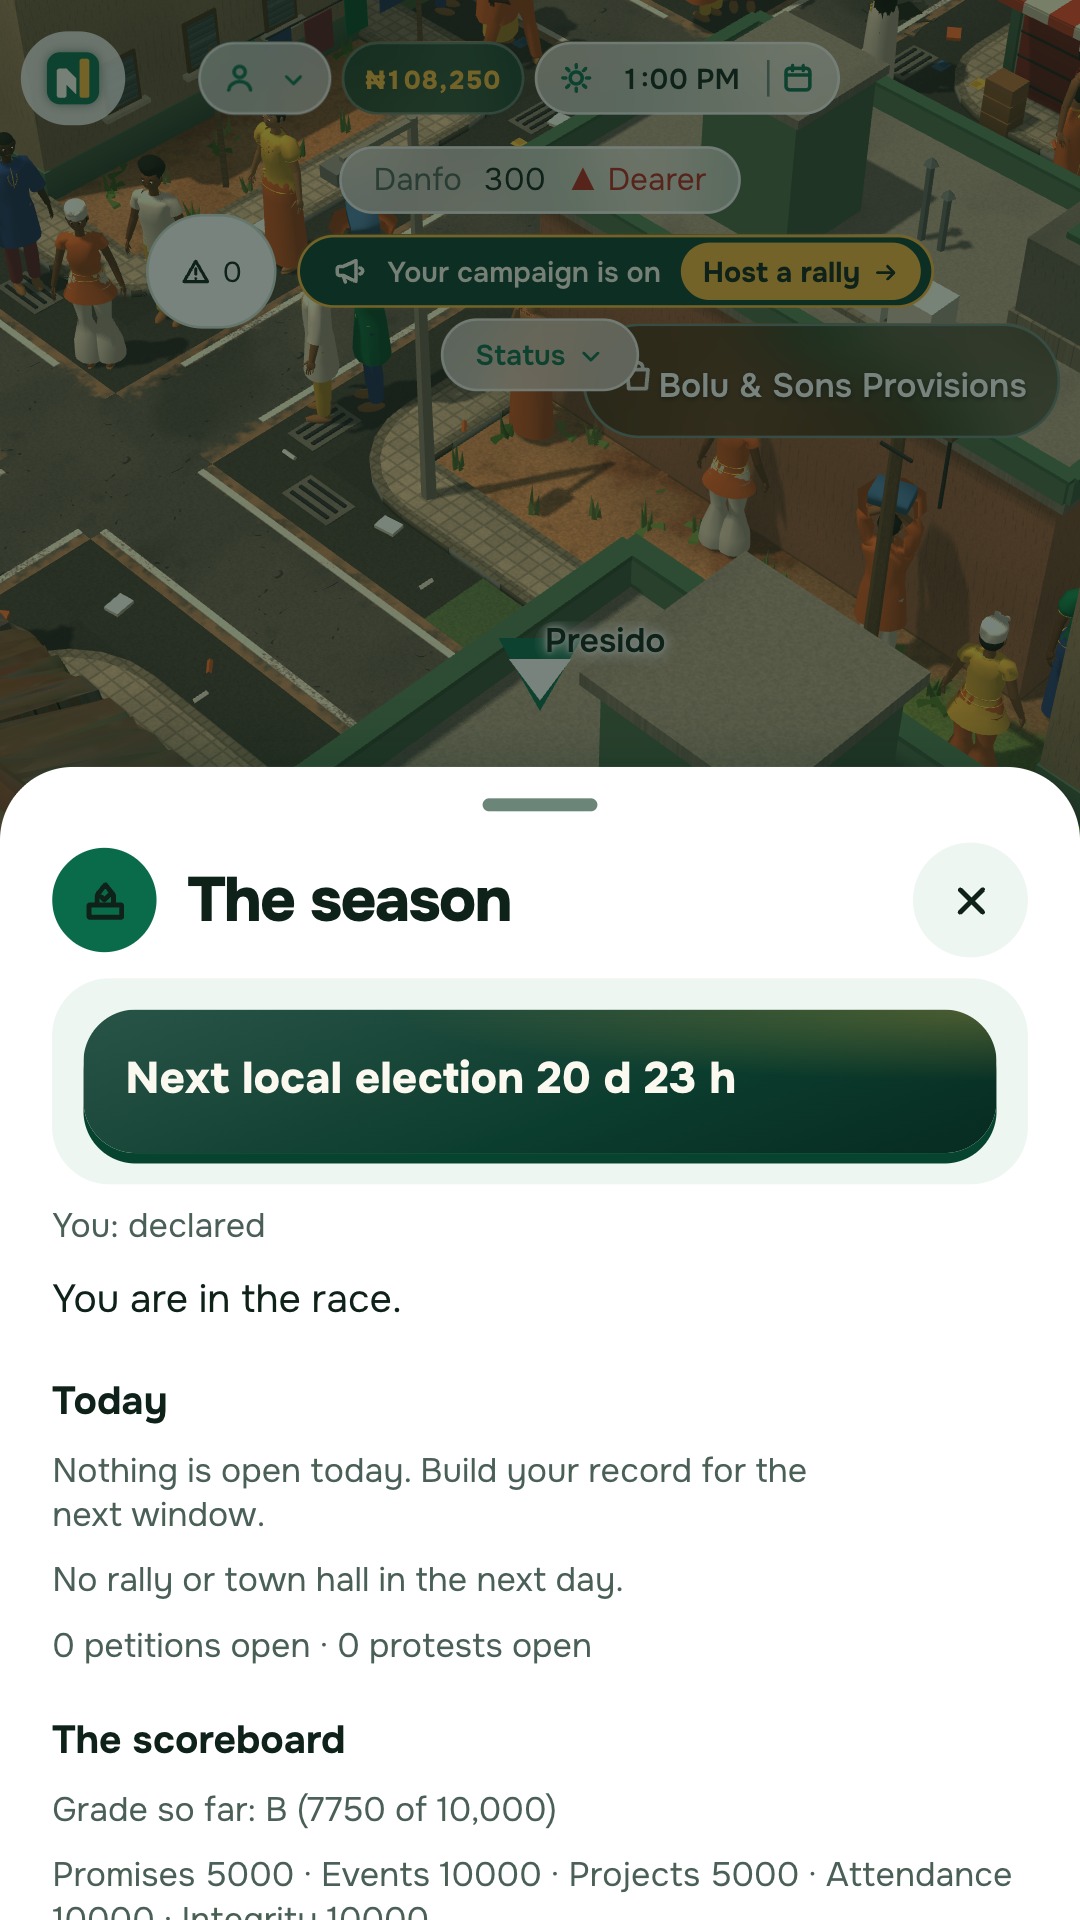 ₦108,250
1:00 PM
Danfo 300 ▲ Dearer
0
Your campaign is on
Host a rally →
Status
Bolu & Sons Provisions
Presido
The season
Next local election 20 d 23 h
You: declared
You are in the race.
Today
Nothing is open today. Build your record for the
next window.
No rally or town hall in the next day.
0 petitions open · 0 protests open
The scoreboard
Grade so far: B (7750 of 10,000)
Promises 5000 · Events 10000 · Projects 5000 · Attendance
10000 · Integrity 10000